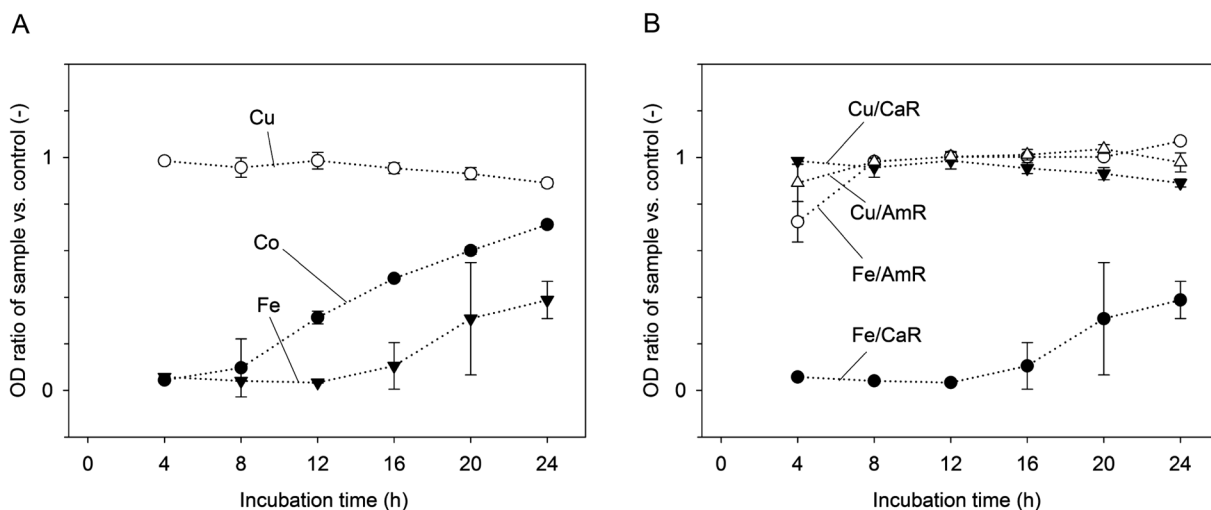 A
OD ratio of sample vs. control (-)
1
0
Cu
Co
Fe
0 4 8 12 16 20 24
Incubation time (h)
B
OD ratio of sample vs. control (-)
1
0
Cu/CaR
Cu/AmR
Fe/AmR
Fe/CaR
0 4 8 12 16 20 24
Incubation time (h)